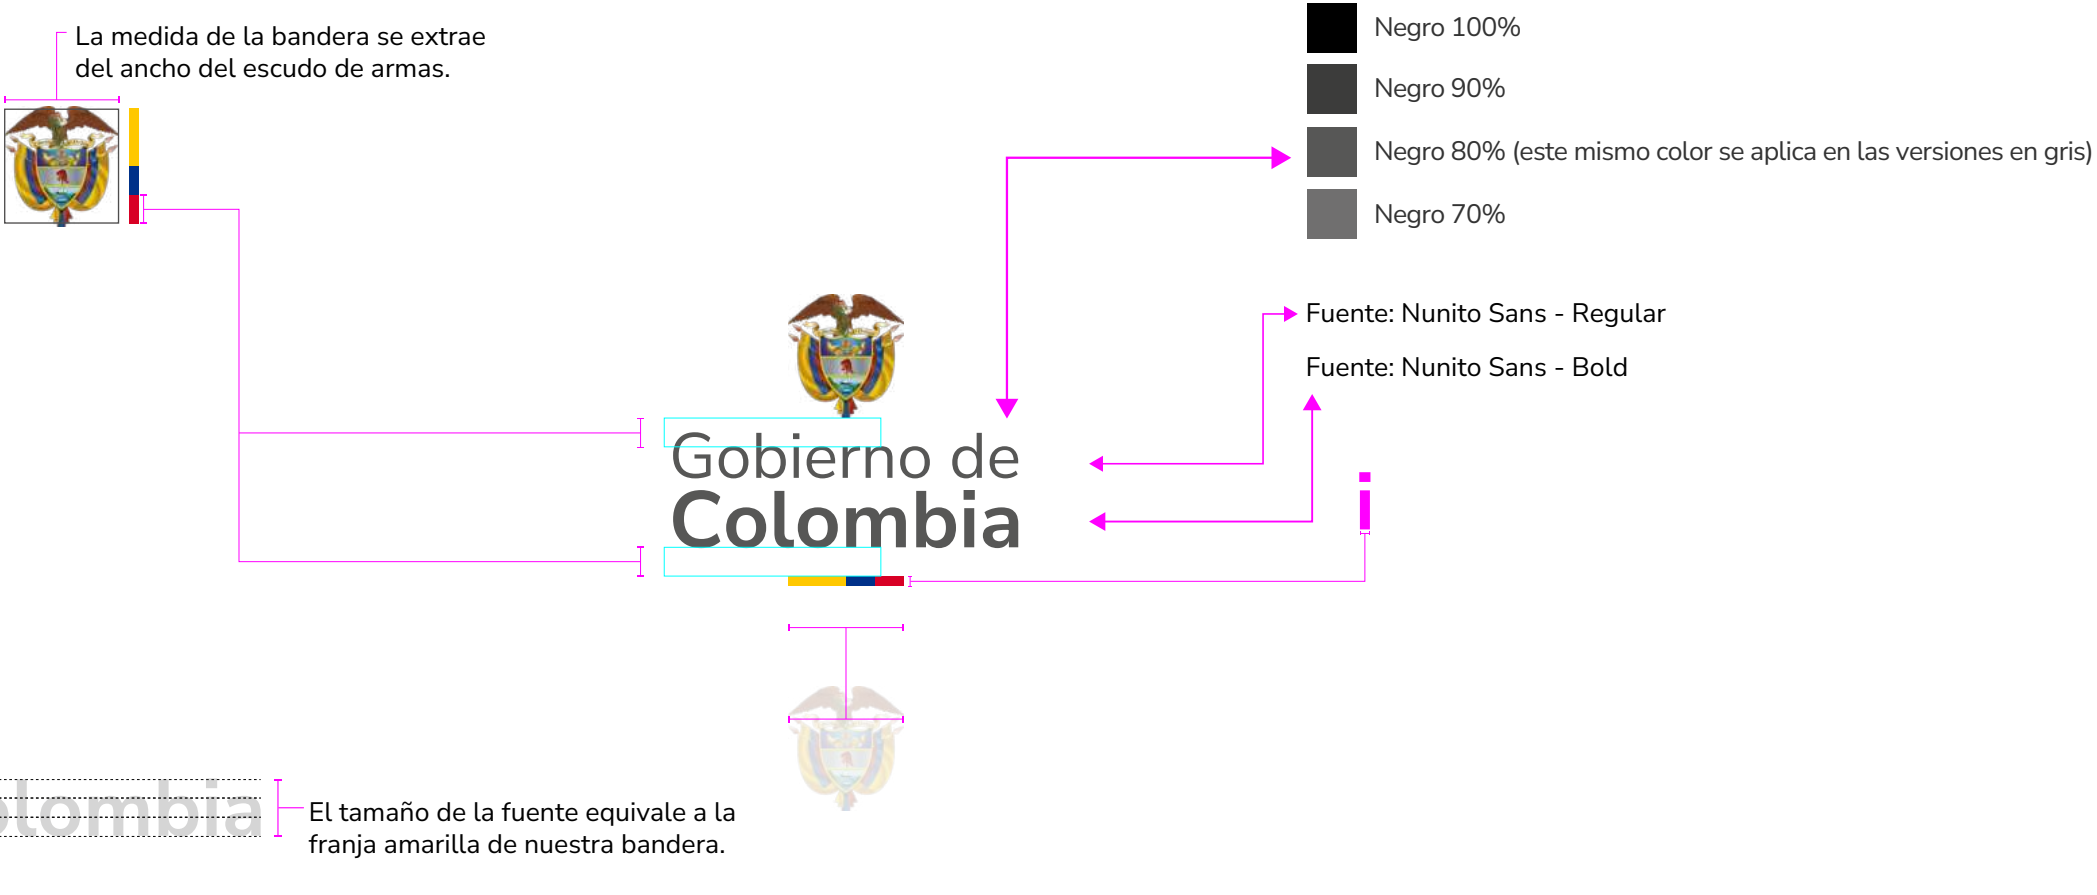 La medida de la bandera se extrae
del ancho del escudo de armas.
Negro 100%
Negro 90%
Negro 80% (este mismo color se aplica en las versiones en gris)
Negro 70%
Fuente: Nunito Sans - Regular
Fuente: Nunito Sans - Bold
Gobierno de
Colombia
i
olombia
El tamaño de la fuente equivale a la
franja amarilla de nuestra bandera.